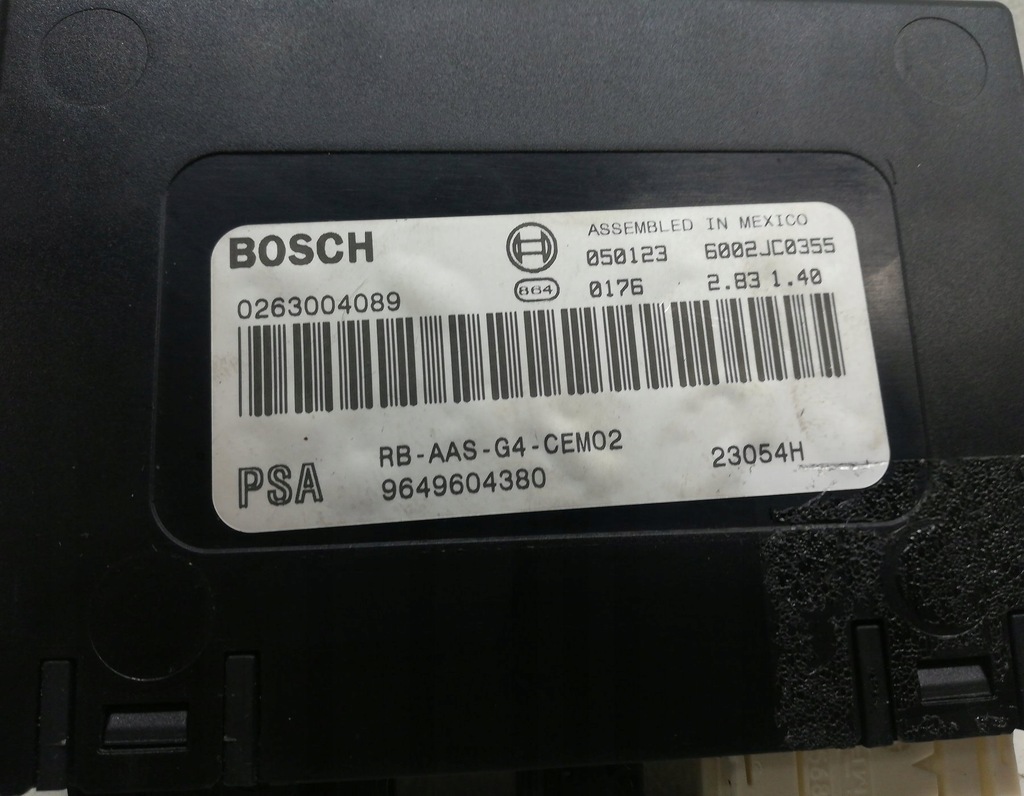 BOSCH
ASSEMBLED IN MEXICO
050123 6002JC0355
864 0176 2.83 1.40
0263004089
RB-AAS-G4-CEM02
PSA 9649604380
23054H